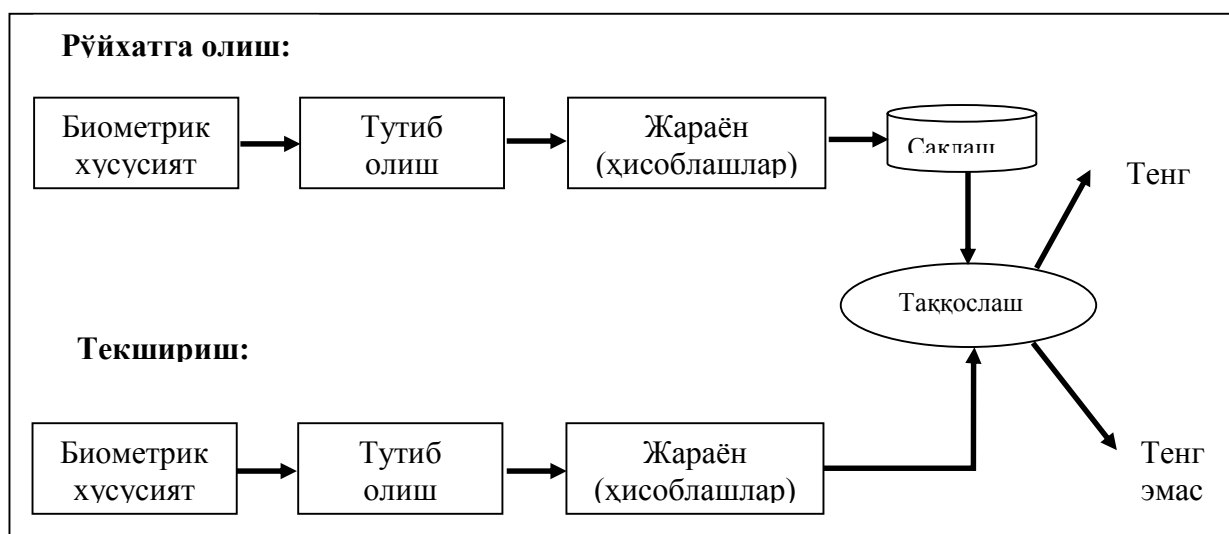 Рўйхатга олиш:
Биометрик
хусусият
Тутиб
олиш
Жараён
(ҳисоблашлар)
Сақлаш
Тенг
Таққослаш
Текшириш:
Биометрик
хусусият
Тутиб
олиш
Жараён
(ҳисоблашлар)
Тенг
эмас